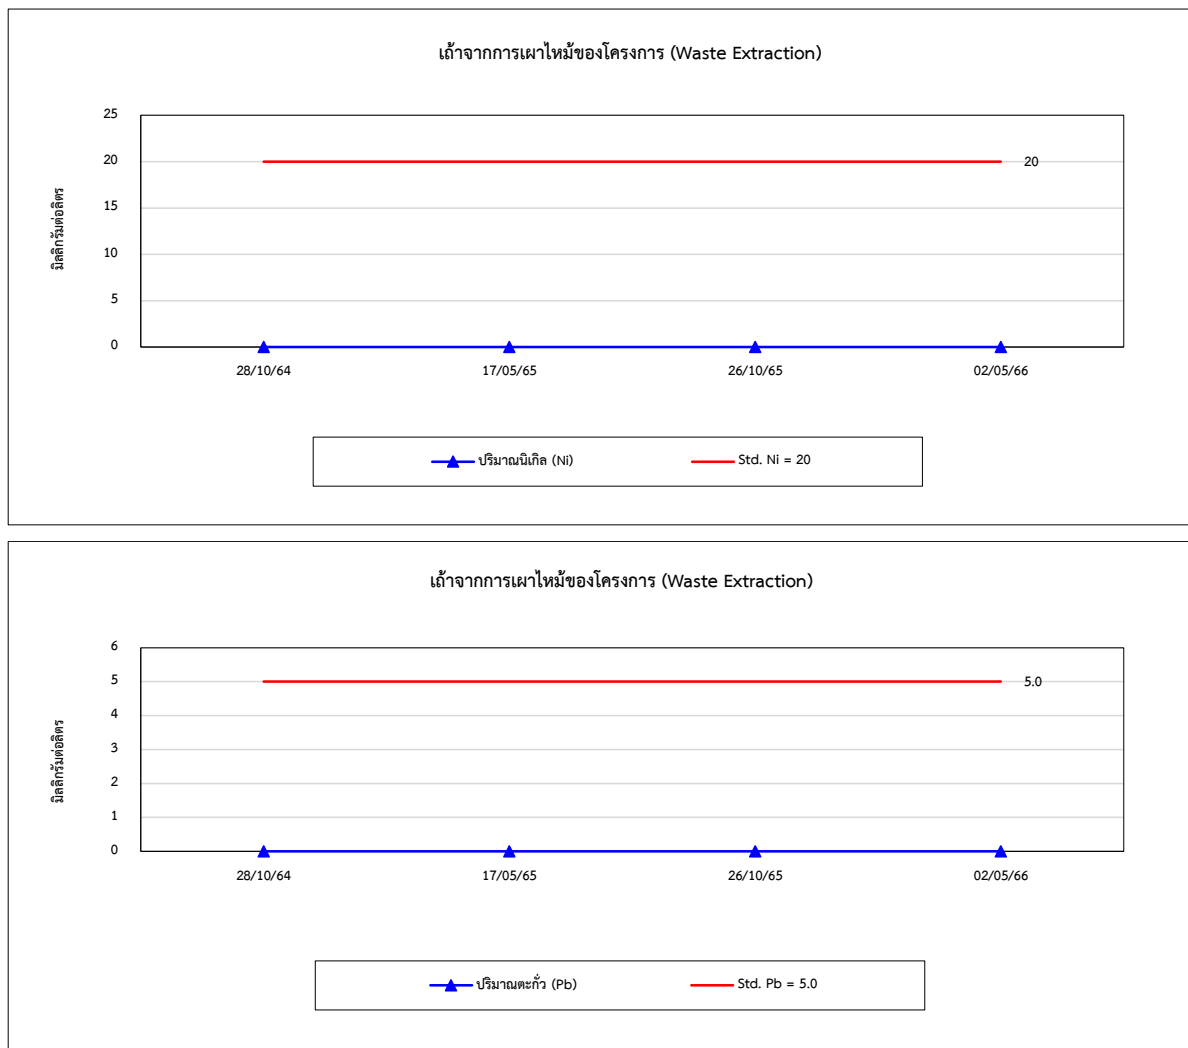 เถ้าจากการเผาไหม้ของโครงการ (Waste Extraction)
มิลลิกรัมต่อลิตร
25
20
20
15
10
5
0
28/10/64 17/05/65 26/10/65 02/05/66
ปริมาณนิเกิล (Ni) Std. Ni = 20
เถ้าจากการเผาไหม้ของโครงการ (Waste Extraction)
มิลลิกรัมต่อลิตร
6
5
5.0
4
3
2
1
0
28/10/64 17/05/65 26/10/65 02/05/66
ปริมาณตะกั่ว (Pb) Std. Pb = 5.0